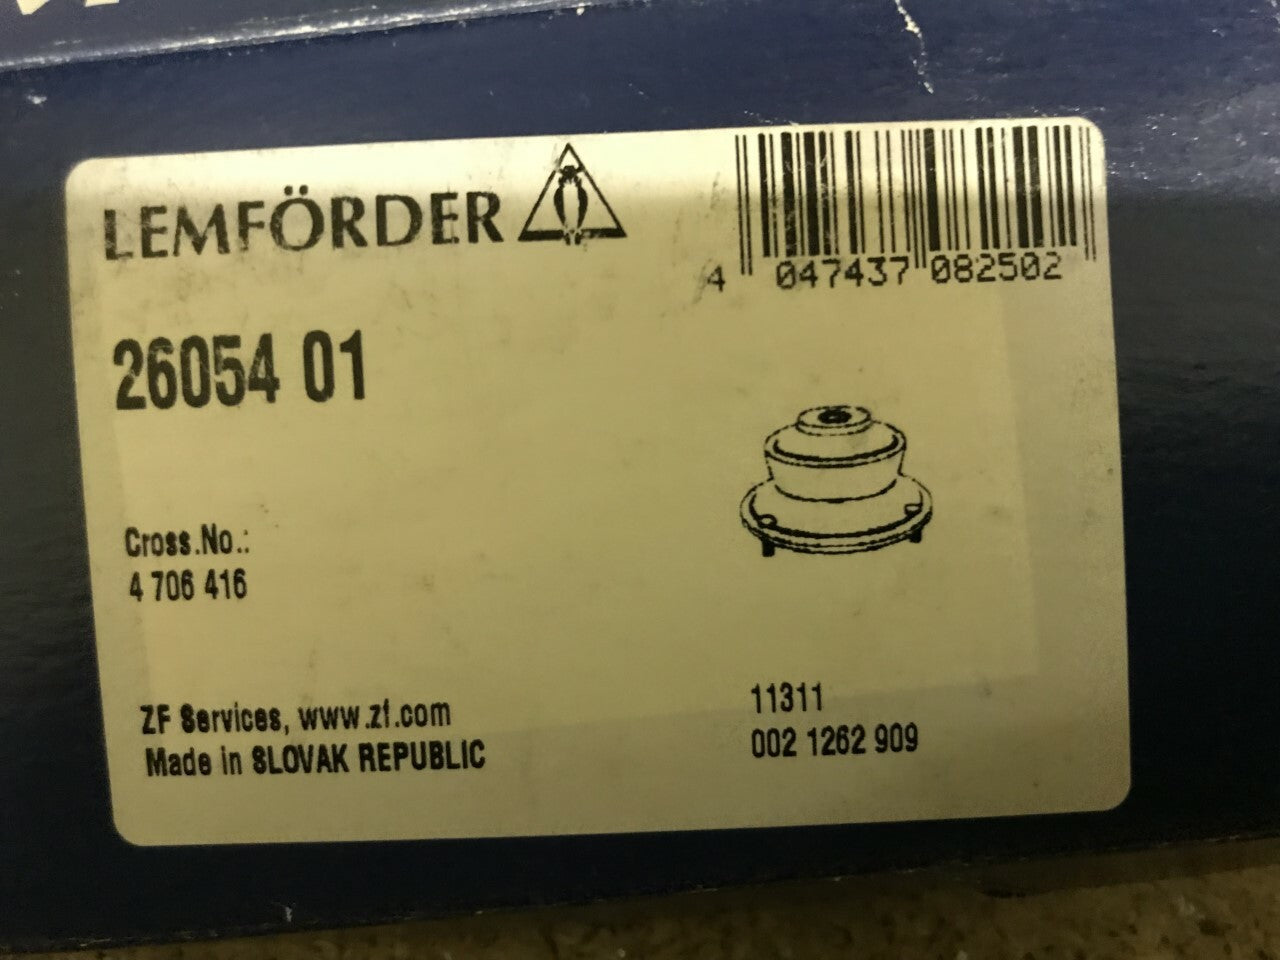 LEMFÖRDER
4 047437 082502
26054 01
Cross.No.:
4 706 416
ZF Services, www.zf.com
Made in SLOVAK REPUBLIC
11311
002 1262 909